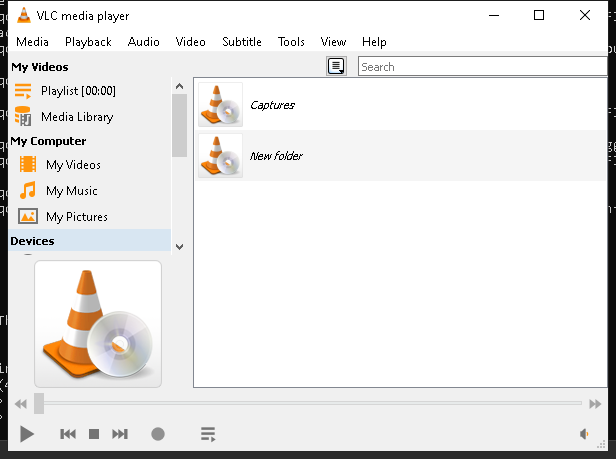 VLC media player
Media Playback Audio Video Subtitle Tools View Help
My Videos
Search
Playlist [00:00]
Media Library
My Computer
My Videos
My Music
My Pictures
Devices
Captures
New folder